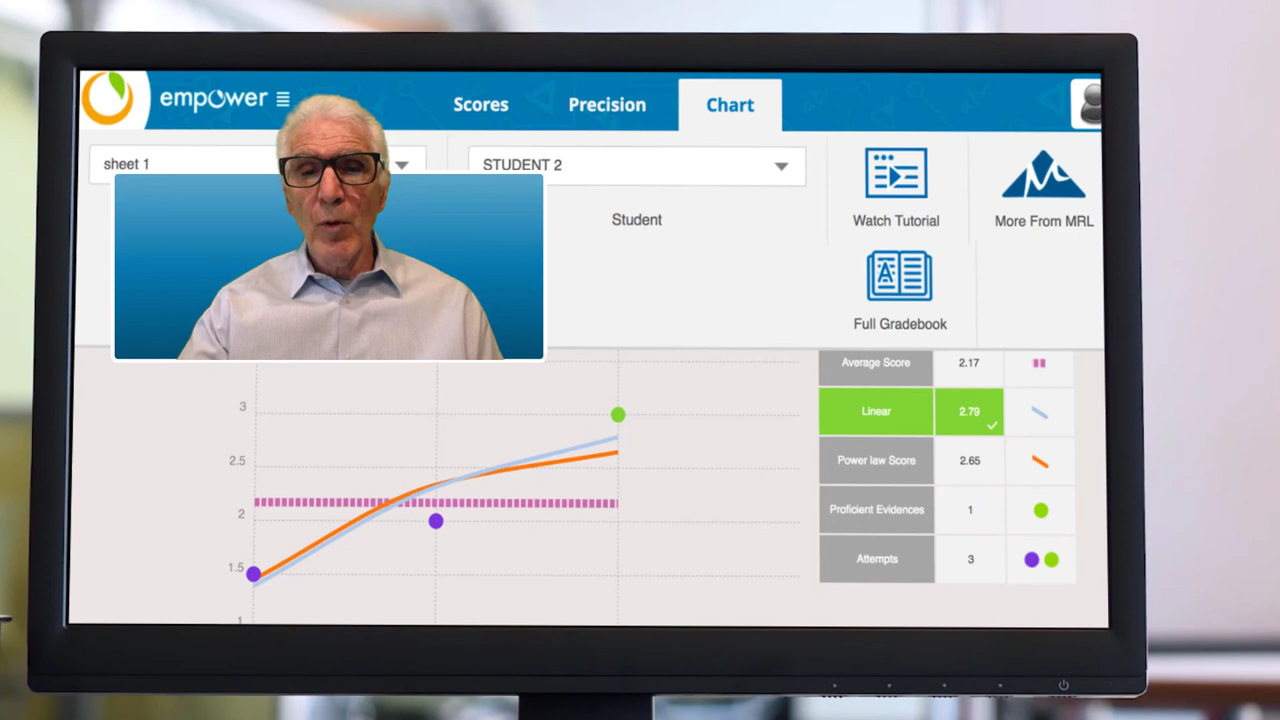 empower
Scores
Precision
Chart
sheet 1
STUDENT 2
Student
Watch Tutorial
More From MRL
Full Gradebook
3
2.5
2
1.5
1
Average Score 2.17
Linear 2.79
Power law Score 2.65
Proficient Evidences 1
Attempts 3